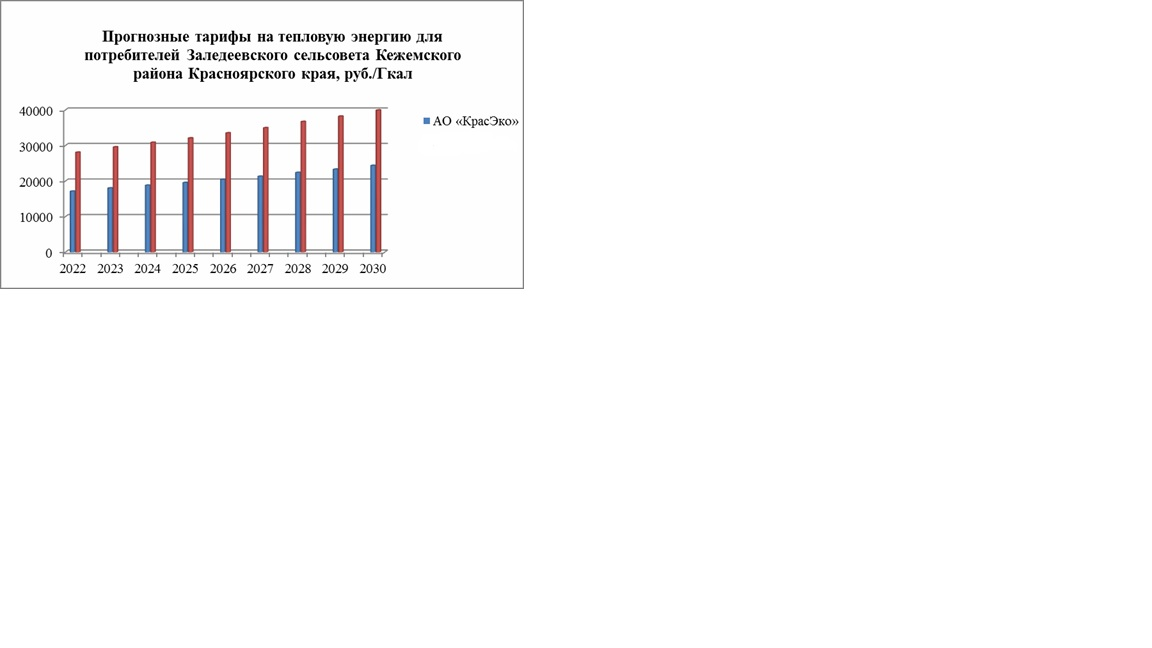 Прогнозные тарифы на тепловую энергию для
потребителей Заледеевского сельсовета Кежемского
района Красноярского края, руб./Гкал
40000
30000
20000
10000
0
АО «КрасЭко»
2022 2023 2024 2025 2026 2027 2028 2029 2030